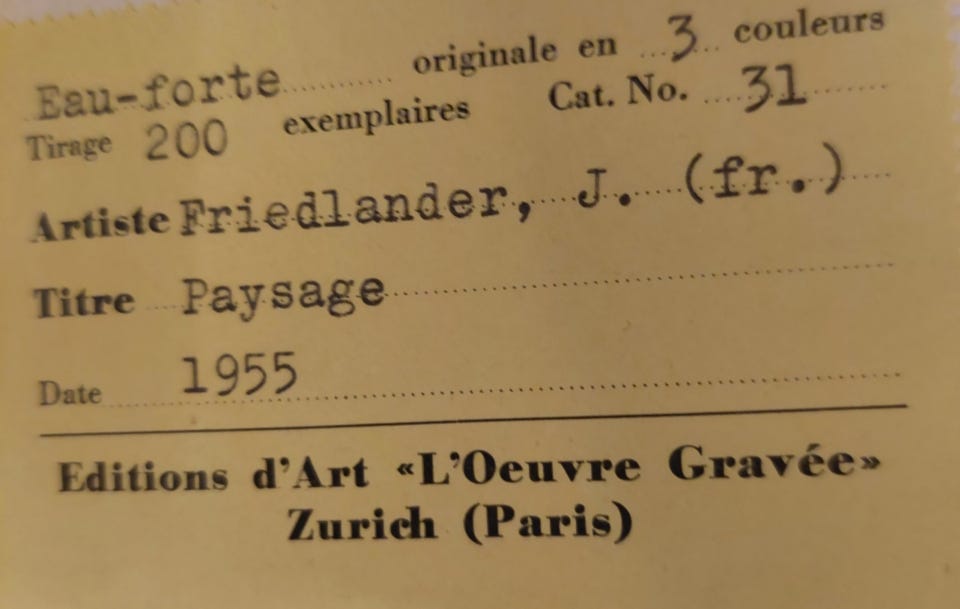 Eau-forte originale en 3 couleurs
Tirage 200 exemplaires Cat. No. 31
Artiste Friedlander, J. (fr.)
Titre Paysage
Date 1955
Editions d'Art «L'Oeuvre Gravée»
Zurich (Paris)